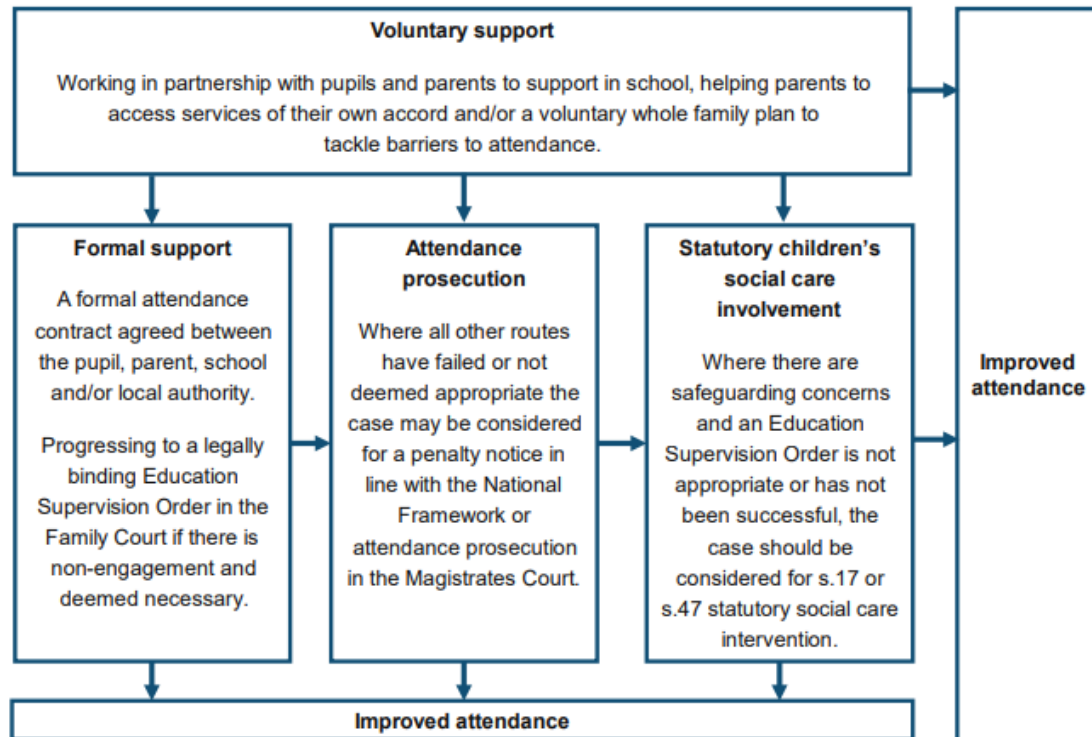 Voluntary support
Working in partnership with pupils and parents to support in school, helping parents to
access services of their own accord and/or a voluntary whole family plan to
tackle barriers to attendance.
Formal support
A formal attendance
contract agreed between
the pupil, parent, school
and/or local authority.
Progressing to a legally
binding Education
Supervision Order in the
Family Court if there is
non-engagement and
deemed necessary.
Attendance
prosecution
Where all other routes
have failed or not
deemed appropriate the
case may be considered
for a penalty notice in
line with the National
Framework or
attendance prosecution
in the Magistrates Court.
Statutory children’s
social care
involvement
Where there are
safeguarding concerns
and an Education
Supervision Order is not
appropriate or has not
been successful, the
case should be
considered for s.17 or
s.47 statutory social care
intervention.
Improved
attendance
Improved attendance